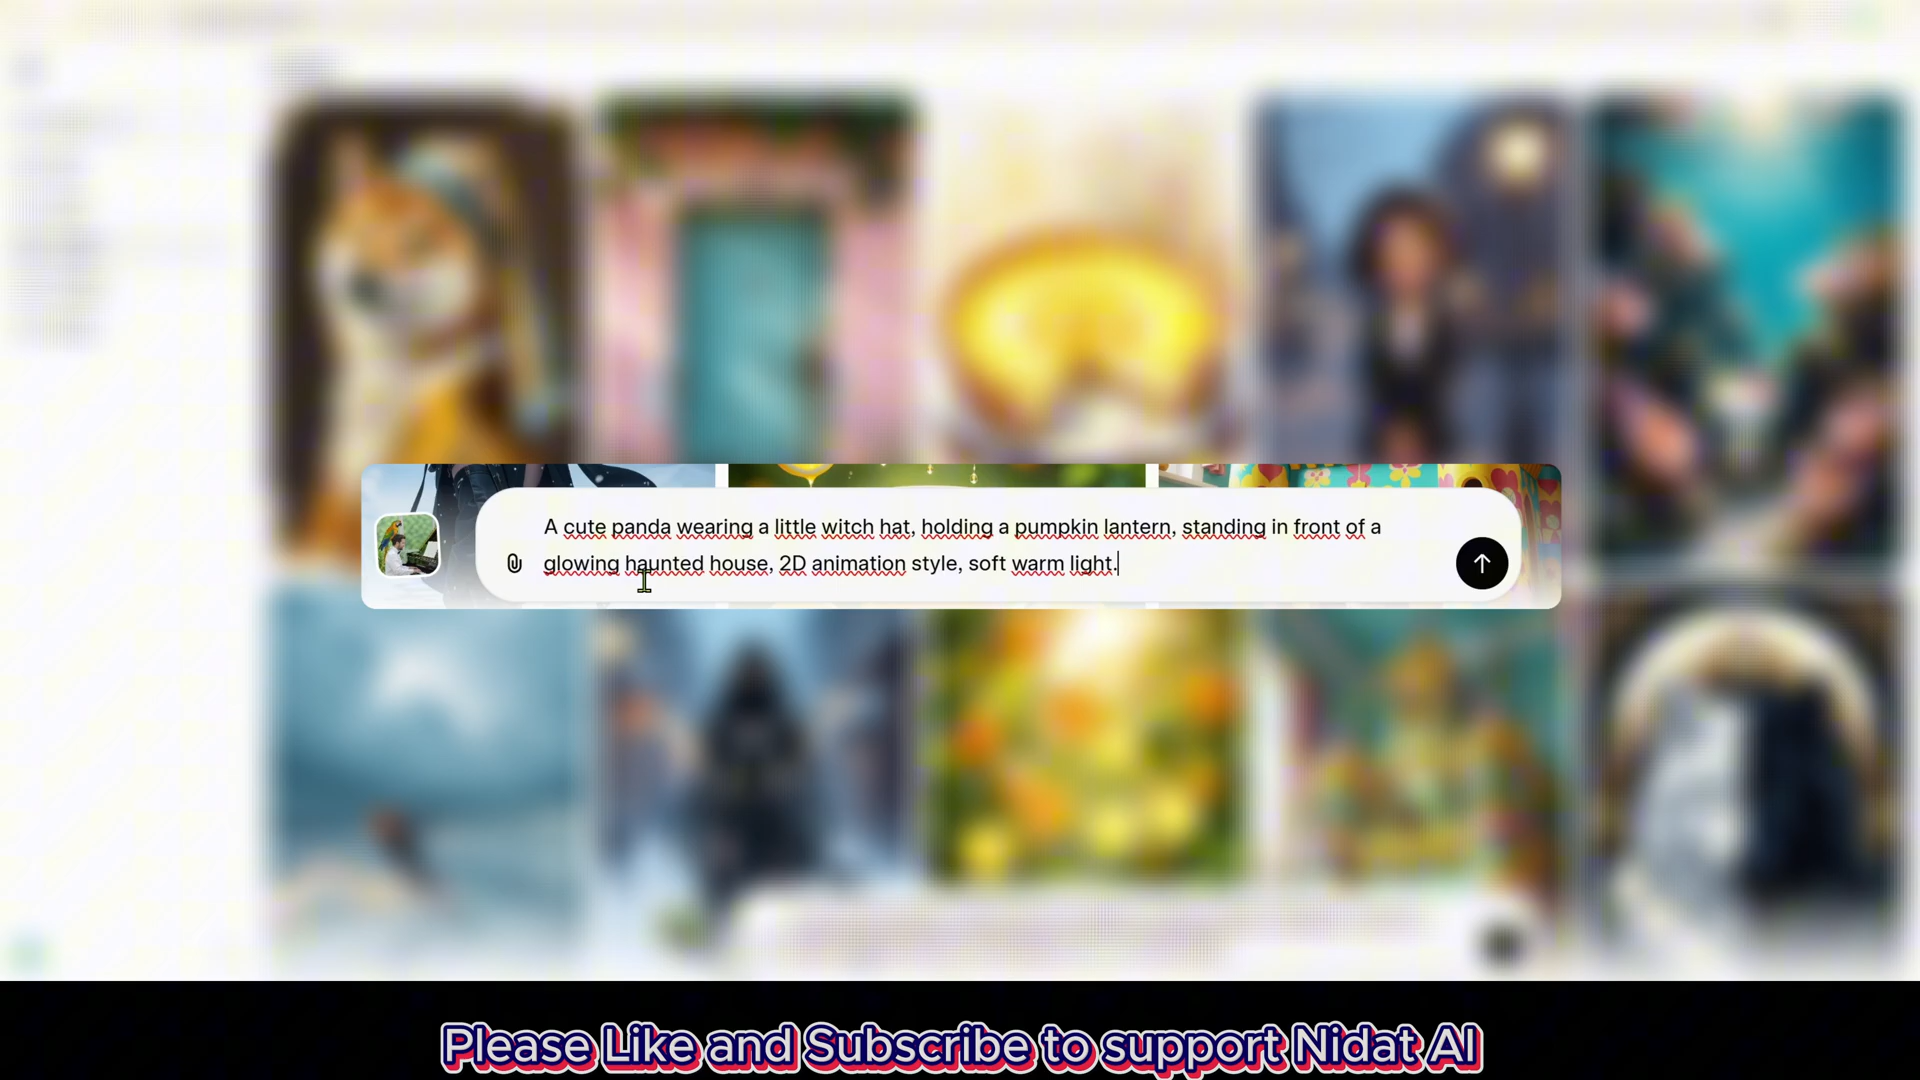 A cute panda wearing a little witch hat, holding a pumpkin lantern, standing in front of a
glowing haunted house, 2D animation style, soft warm light.
Please Like and Subscribe to support Nidat AI